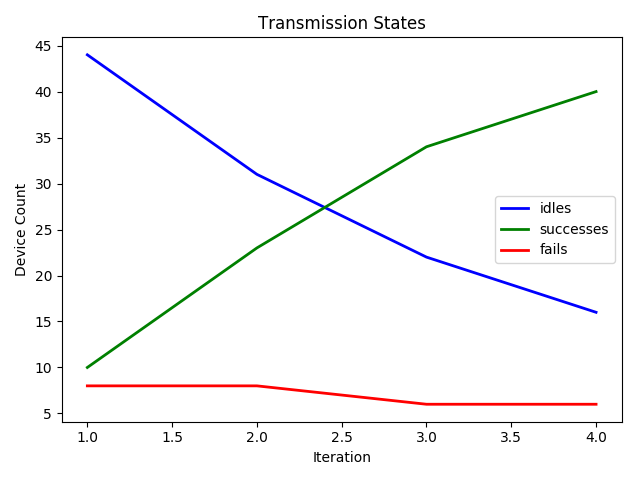 Transmission States
45
40
35
30
25
20
15
10
5
Device Count
idles
successes
fails
1.0 1.5 2.0 2.5 3.0 3.5 4.0
Iteration